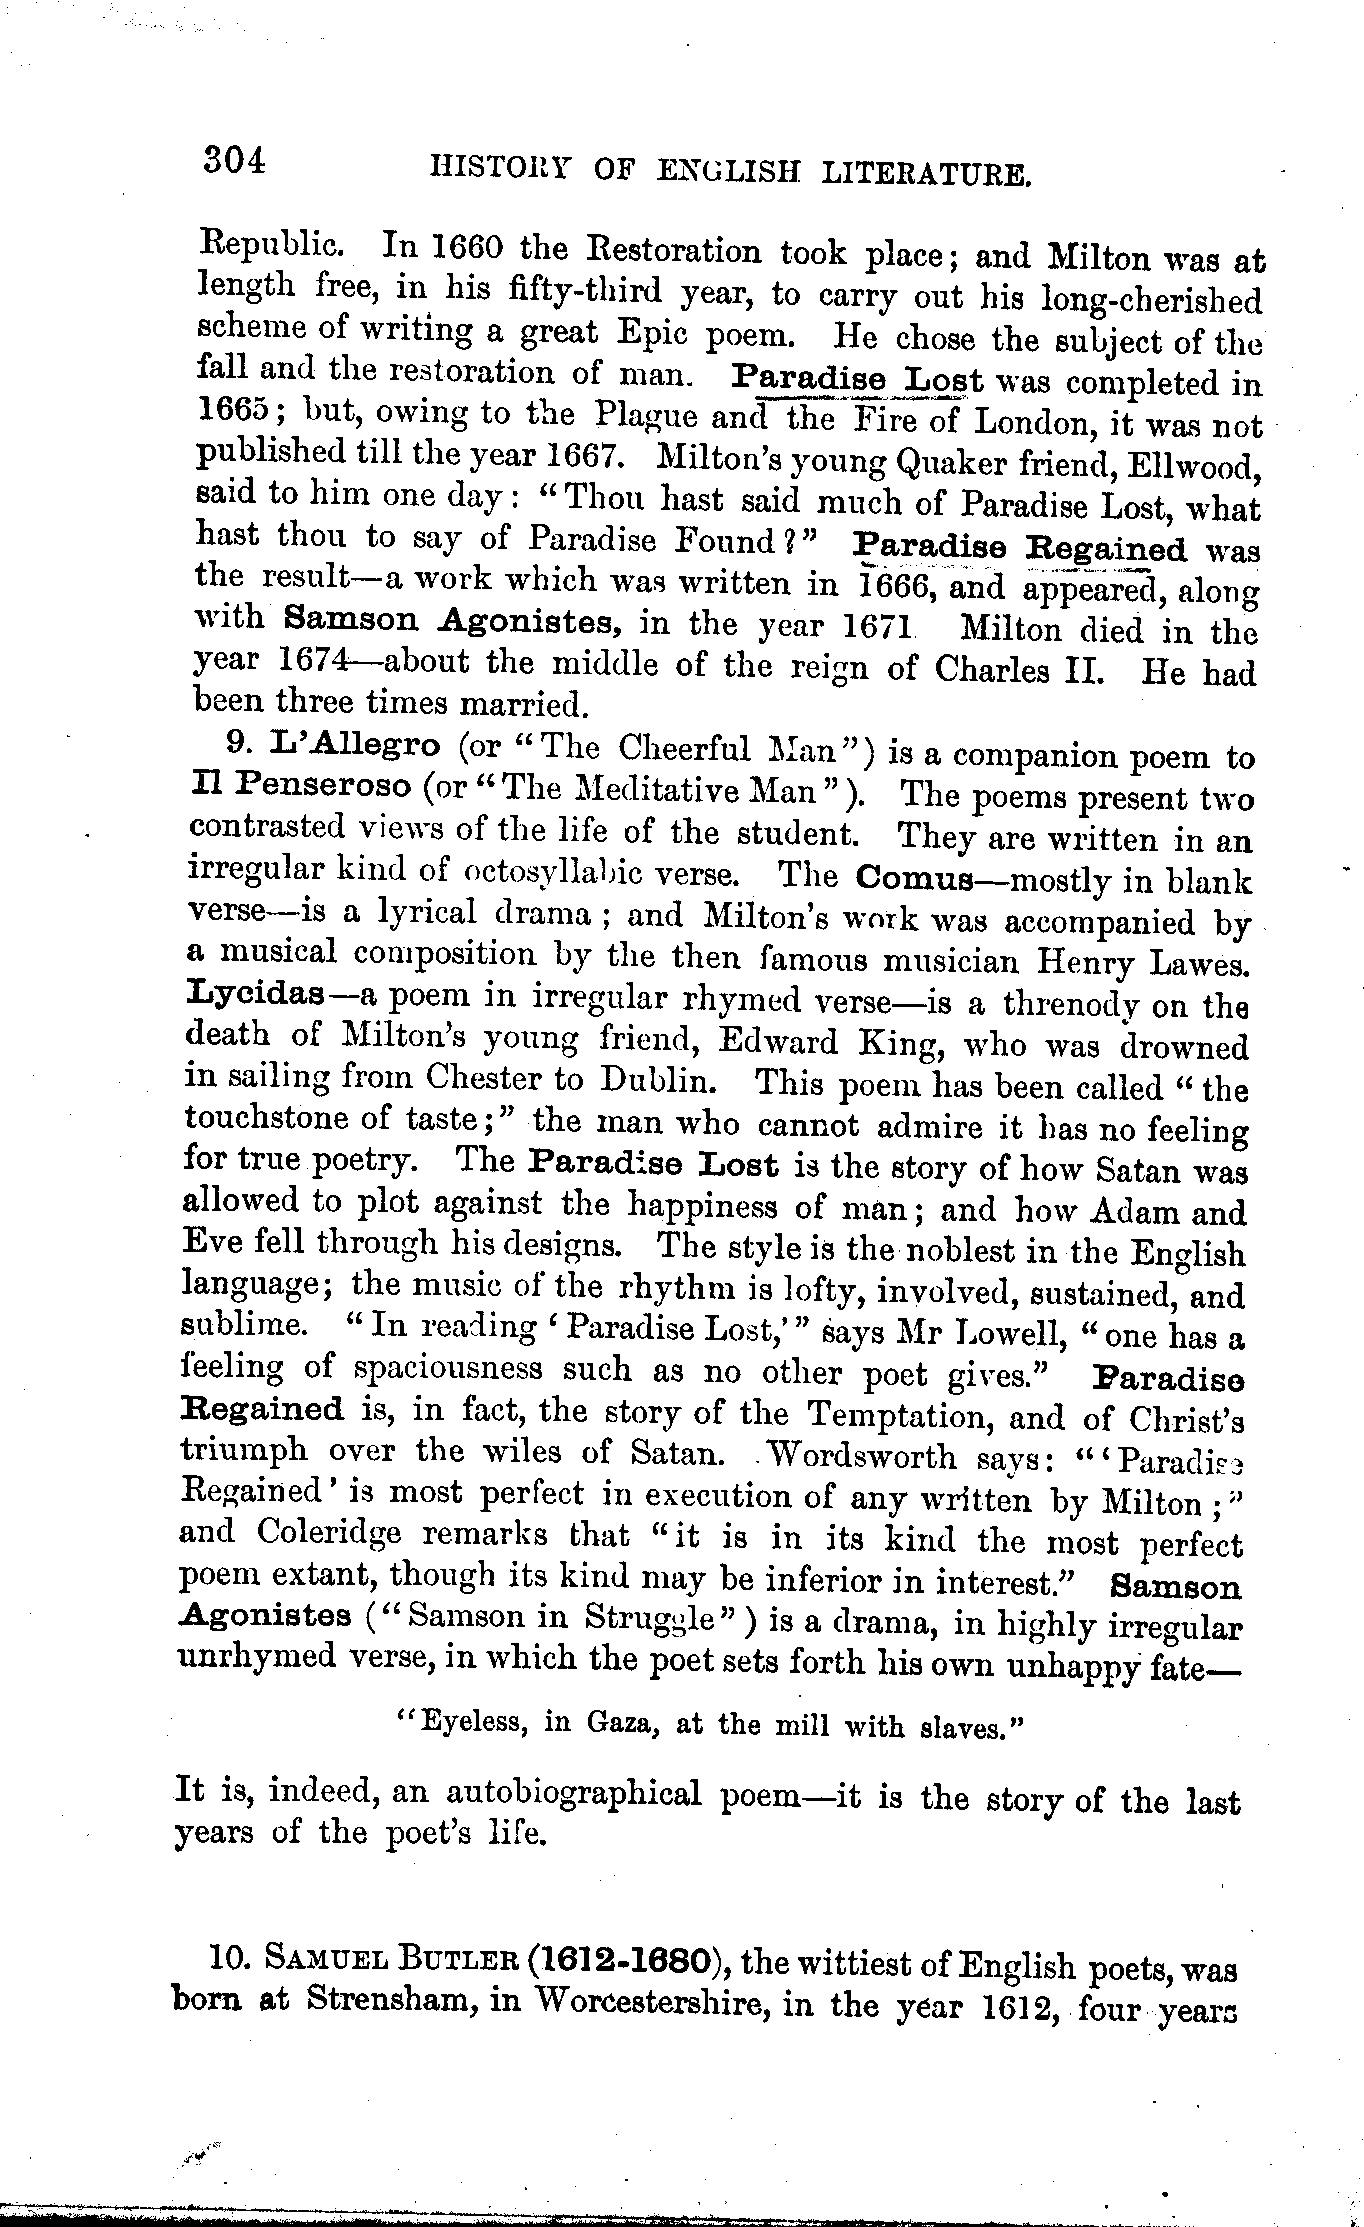 304 HISTORY OF ENGLISH LITERATURE.
Republic. In 1660 the Restoration took place; and Milton was at
length free, in his fifty-third year, to carry out his long-cherished
scheme of writing a great Epic poem. He chose the subject of the
fall and the restoration of man. Paradise Lost was completed in
1665; but, owing to the Plague and the Fire of London, it was not
published till the year 1667. Milton's young Quaker friend, Ellwood,
said to him one day: "Thou hast said much of Paradise Lost, what
hast thou to say of Paradise Found?" Paradise Regained was
the result—a work which was written in 1666, and appeared, along
with Samson Agonistes, in the year 1671 Milton died in the
year 1674—about the middle of the reign of Charles II. He had
been three times married.
9. L'Allegro (or "The Cheerful Man") is a companion poem to
Il Penseroso (or "The Meditative Man"). The poems present two
contrasted views of the life of the student. They are written in an
irregular kind of octosyllabic verse. The Comus—mostly in blank
verse—is a lyrical drama; and Milton's work was accompanied by
a musical composition by the then famous musician Henry Lawes.
Lycidas—a poem in irregular rhymed verse—is a threnody on the
death of Milton's young friend, Edward King, who was drowned
in sailing from Chester to Dublin. This poem has been called "the
touchstone of taste;" the man who cannot admire it has no feeling
for true poetry. The Paradise Lost is the story of how Satan was
allowed to plot against the happiness of man; and how Adam and
Eve fell through his designs. The style is the noblest in the English
language; the music of the rhythm is lofty, involved, sustained, and
sublime. "In reading 'Paradise Lost,'" says Mr Lowell, "one has a
feeling of spaciousness such as no other poet gives." Paradise
Regained is, in fact, the story of the Temptation, and of Christ's
triumph over the wiles of Satan. Wordsworth says: "'Paradise
Regained' is most perfect in execution of any written by Milton;"
and Coleridge remarks that "it is in its kind the most perfect
poem extant, though its kind may be inferior in interest." Samson
Agonistes ("Samson in Struggle") is a drama, in highly irregular
unrhymed verse, in which the poet sets forth his own unhappy fate—
"Eyeless, in Gaza, at the mill with slaves."
It is, indeed, an autobiographical poem—it is the story of the last
years of the poet's life.
10. SAMUEL BUTLER (1612-1680), the wittiest of English poets, was
born at Strensham, in Worcestershire, in the year 1612, four years